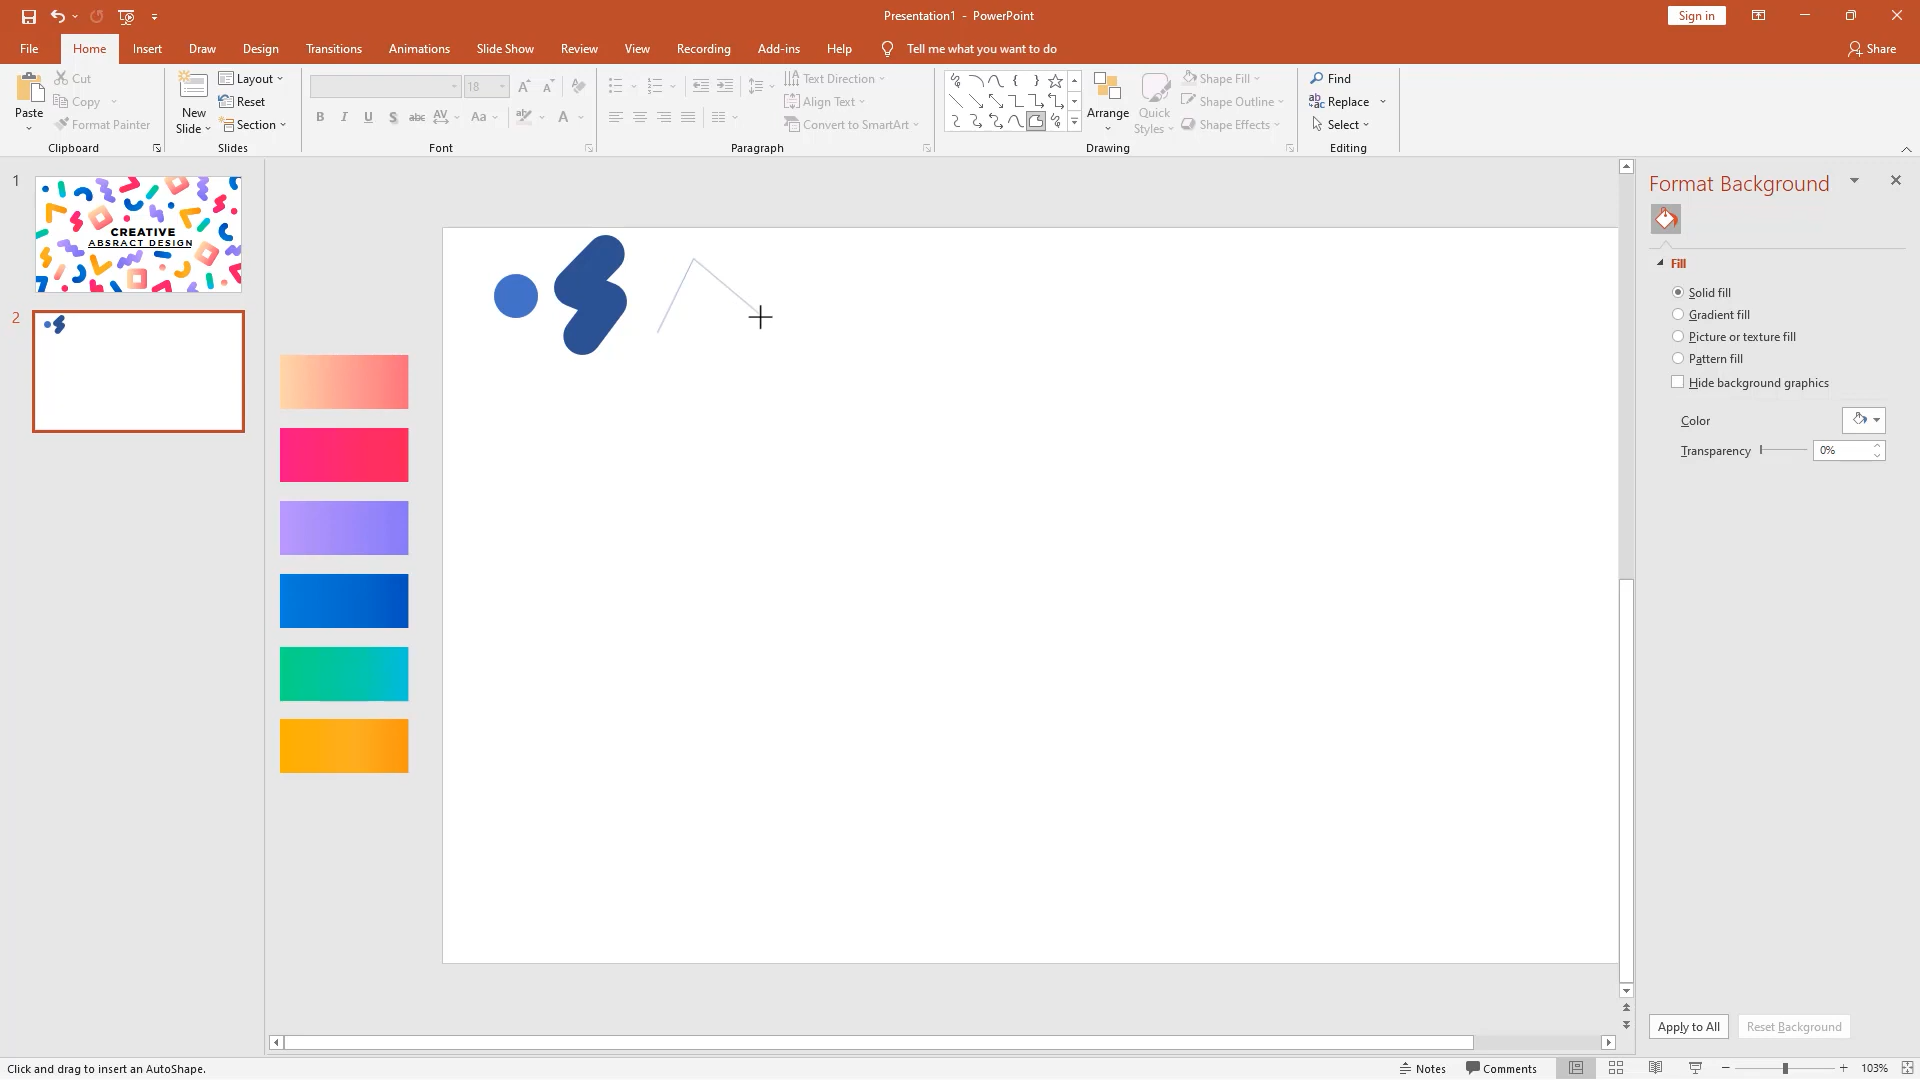 Presentation1 - PowerPoint
Sign in
File Home Insert Draw Design Transitions Animations Slide Show Review View Recording Add-ins Help Tell me what you want to do Share
Paste
Cut
Copy
Format Painter
Clipboard
New Slide
Layout
Reset
Section
Slides
18
Font
Text Direction
Align Text
Convert to SmartArt
Paragraph
Arrange
Quick Styles
Shape Fill
Shape Outline
Shape Effects
Drawing
Find
Replace
Select
Editing
1
CREATIVE
ABSRACT DESIGN
2
Format Background
Fill
Solid fill
Gradient fill
Picture or texture fill
Pattern fill
Hide background graphics
Color
Transparency 0%
Apply to All Reset Background
Click and drag to insert an AutoShape.
Notes Comments 103%